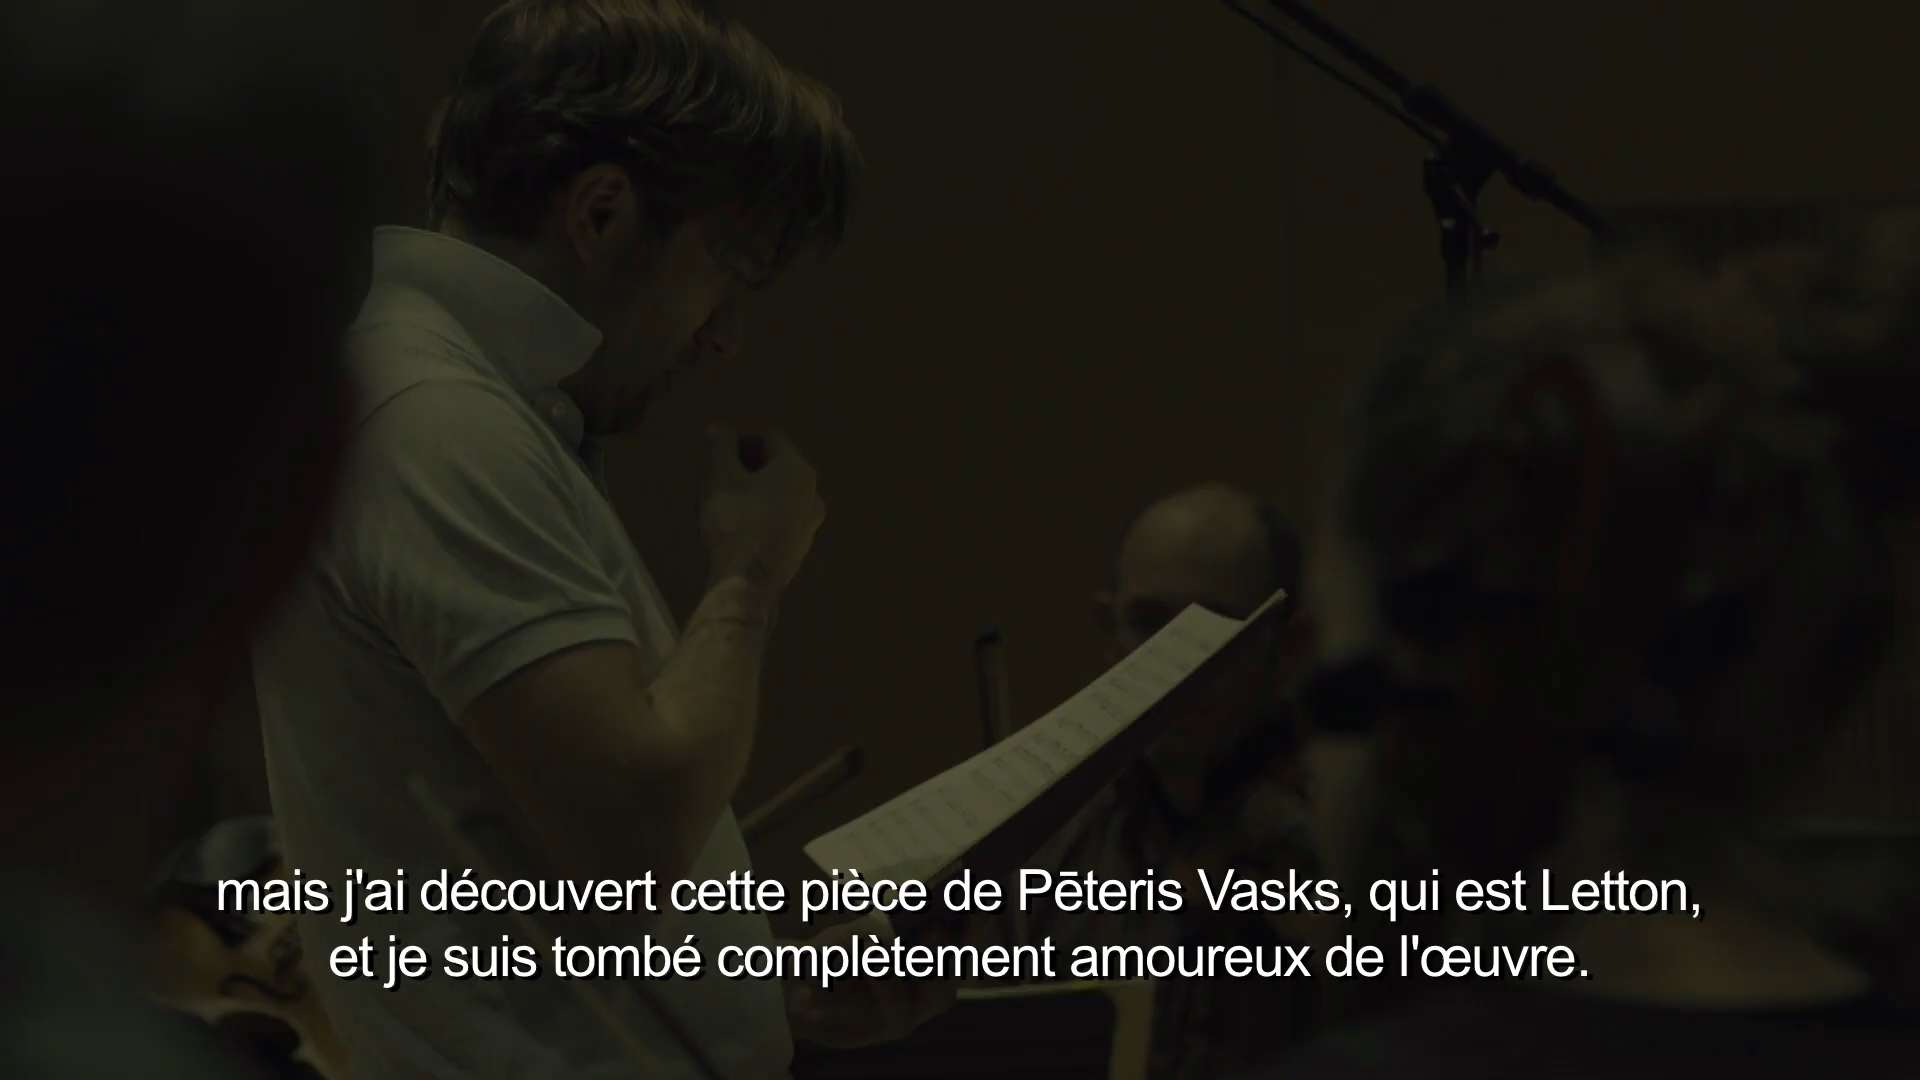 mais j'ai découvert cette pièce de Pēteris Vasks, qui est Letton,
et je suis tombé complètement amoureux de l'œuvre.